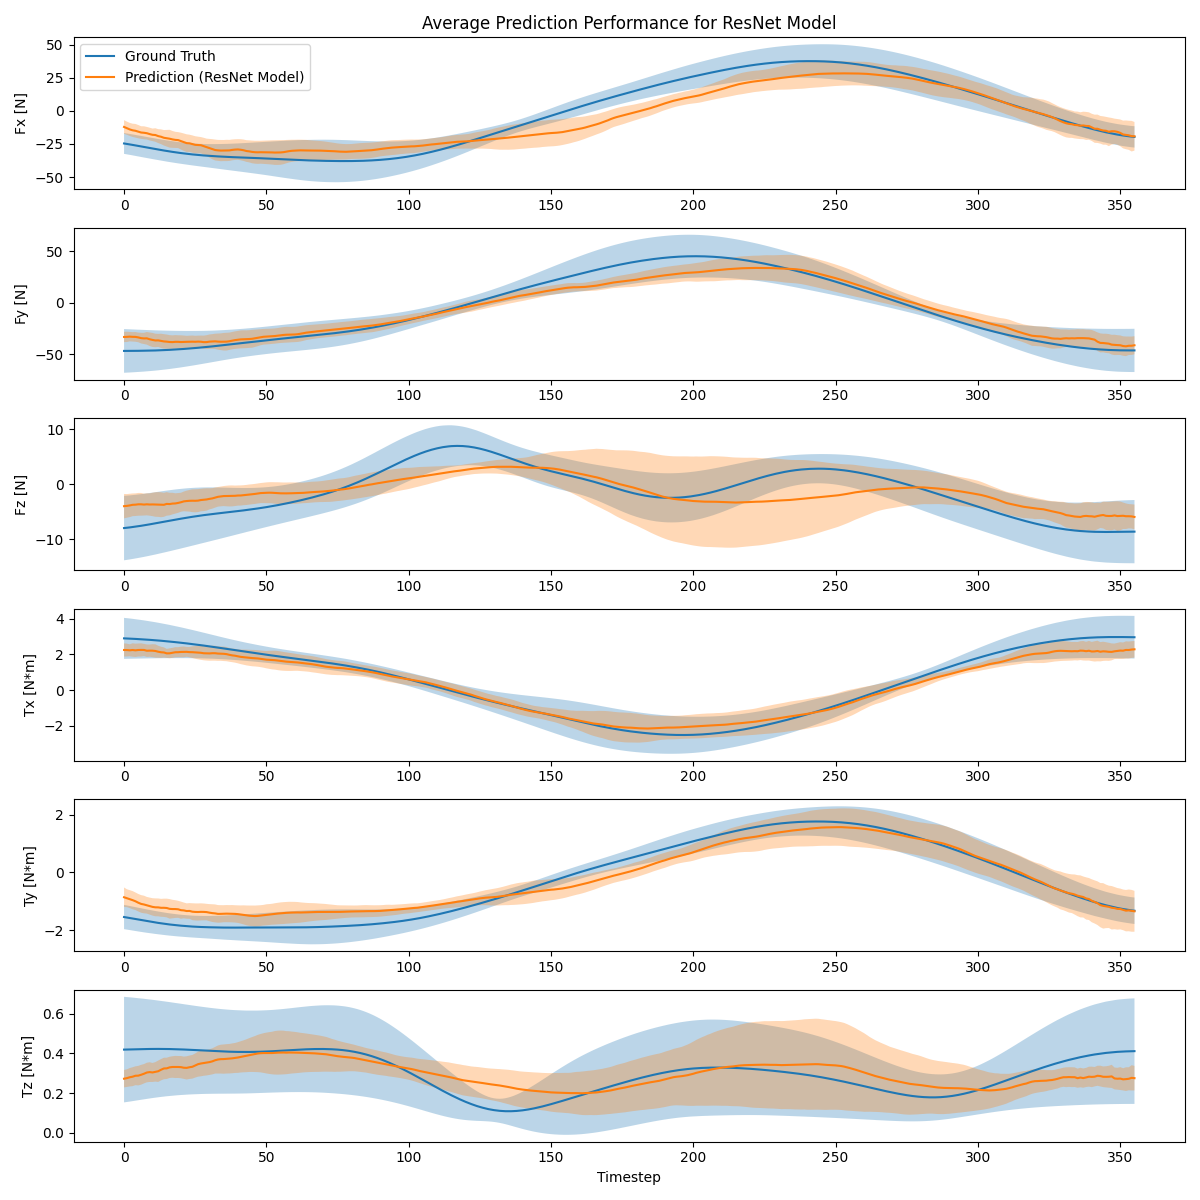 Average Prediction Performance for ResNet Model
Ground Truth
Prediction (ResNet Model)
Fx [N]
50
25
0
−25
−50
0 50 100 150 200 250 300 350
Fy [N]
50
0
−50
0 50 100 150 200 250 300 350
Fz [N]
10
0
−10
0 50 100 150 200 250 300 350
Tx [N*m]
4
2
0
−2
0 50 100 150 200 250 300 350
Ty [N*m]
2
0
−2
0 50 100 150 200 250 300 350
Tz [N*m]
0.6
0.4
0.2
0.0
0 50 100 150 200 250 300 350
Timestep